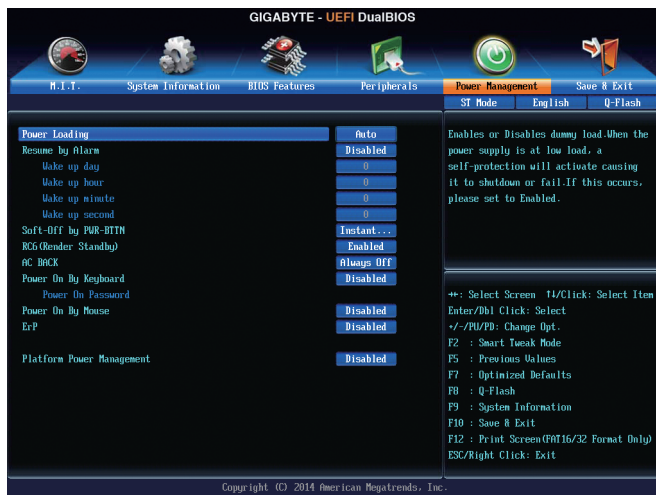 GIGABYTE - UEFI DualBIOS
M.I.T.
System Information
BIOS Features
Peripherals
Power Management
Save & Exit
ST Mode
English
Q-Flash
Power Loading Auto
Resume by Alarm Disabled
Wake up day 0
Wake up hour 0
Wake up minute 0
Wake up second 0
Soft-Off by PWR-BTTN Instant...
RC6(Render Standby) Enabled
AC BACK Always Off
Power On By Keyboard Disabled
Power On Password
Power On By Mouse Disabled
ErP Disabled
Platform Power Management Disabled
Enables or Disables dummy load.When the
power supply is at low load, a
self-protection will activate causing
it to shutdown or fail.If this occurs,
please set to Enabled.
→←: Select Screen ↑↓/Click: Select Item
Enter/Dbl Click: Select
+/-/PU/PD: Change Opt.
F2 : Smart Tweak Mode
F5 : Previous Values
F7 : Optimized Defaults
F8 : Q-Flash
F9 : System Information
F10 : Save & Exit
F12 : Print Screen(FAT16/32 Format Only)
ESC/Right Click: Exit
Copyright (C) 2014 American Megatrends, Inc.